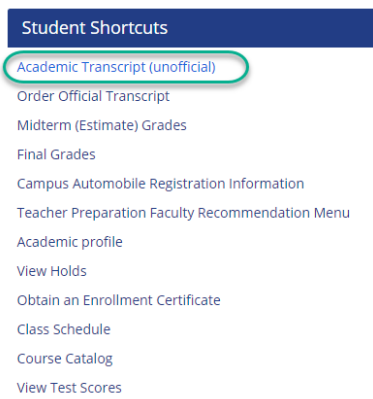 Student Shortcuts
Academic Transcript (unofficial)
Order Official Transcript
Midterm (Estimate) Grades
Final Grades
Campus Automobile Registration Information
Teacher Preparation Faculty Recommendation Menu
Academic profile
View Holds
Obtain an Enrollment Certificate
Class Schedule
Course Catalog
View Test Scores